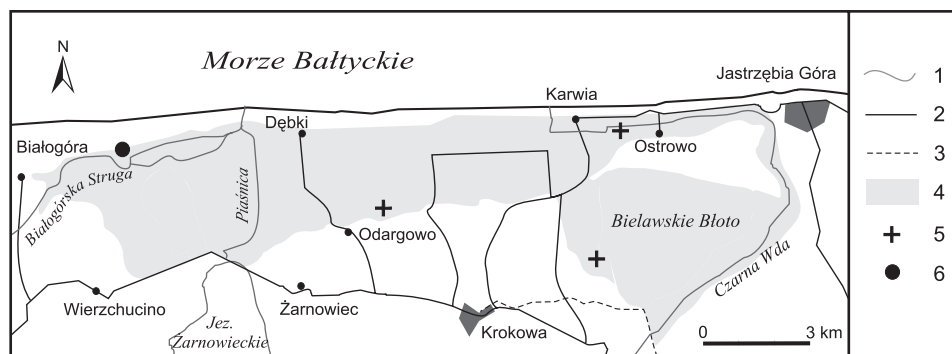 N
Morze Bałtyckie
Jastrzębia Góra
Karwia
Dębki
Białogóra
Ostrowo
Białogórska Struga
Piaśnica
Bielawskie Błoto
Odargowo
Czarna Wda
Wierzchucino
Żarnowiec
Jez.
Żarnowieckie
Krokowa
0 3 km
1
2
3
4
5
6